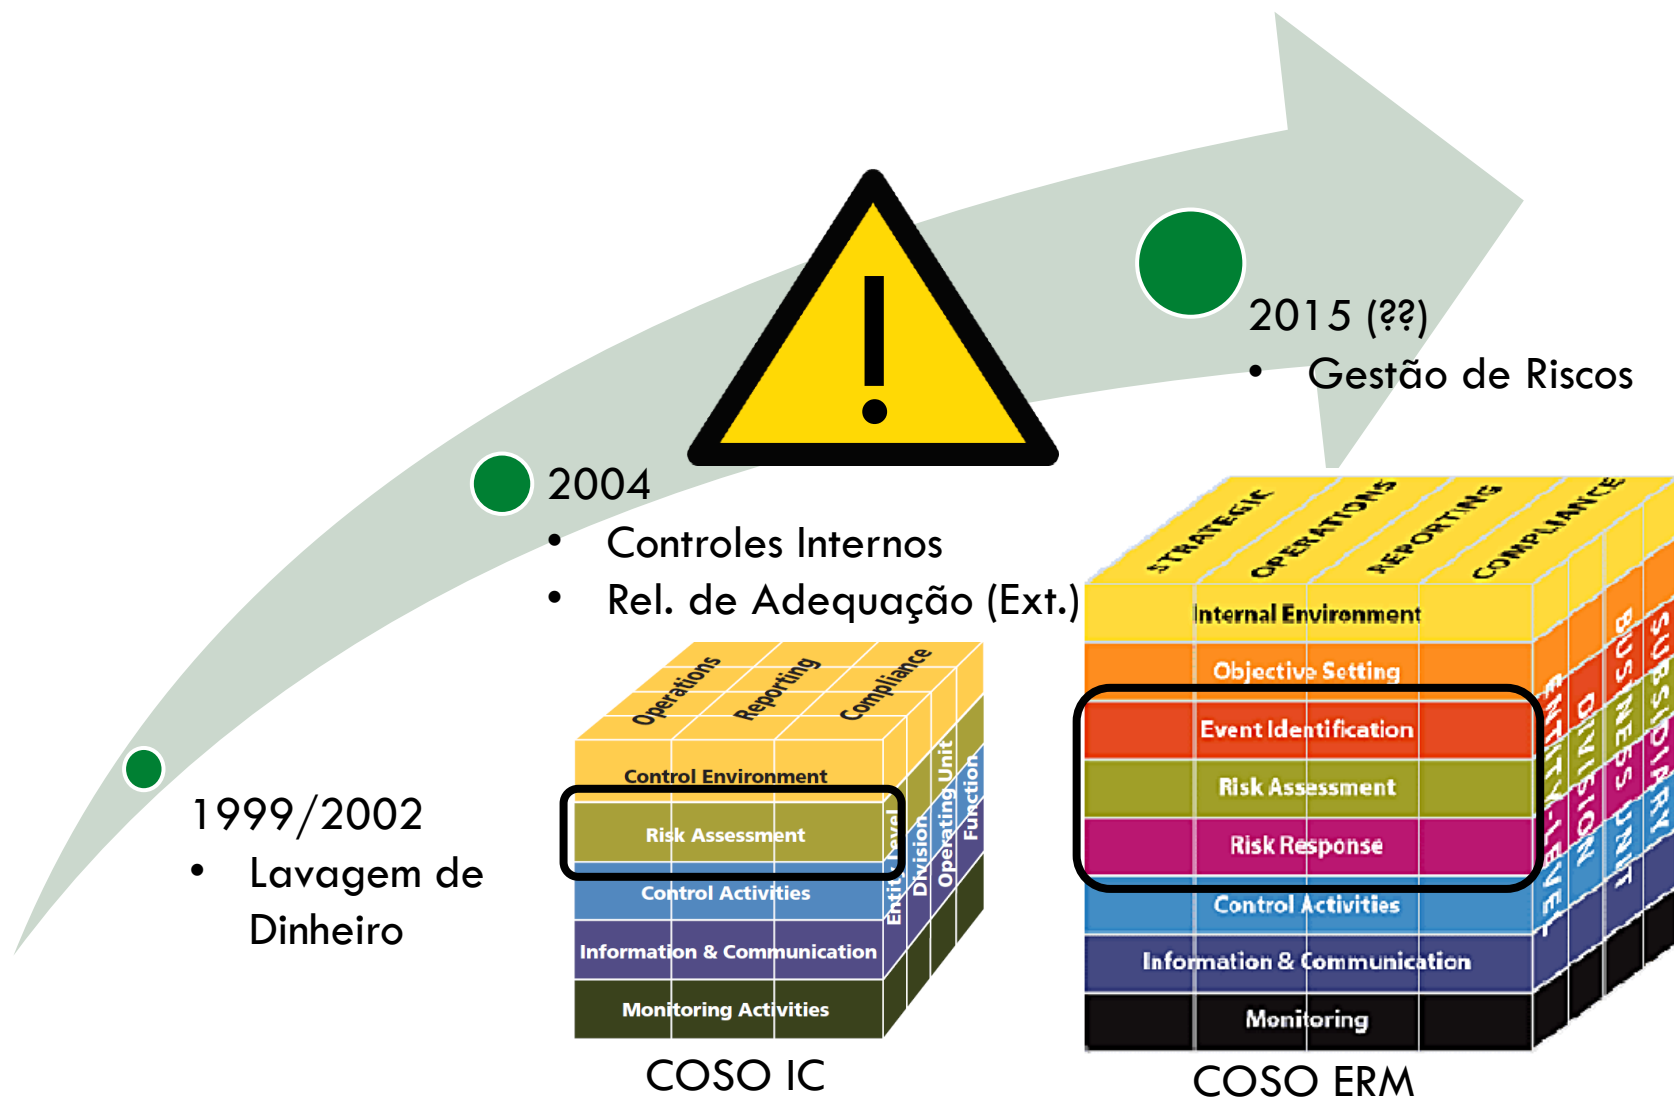 !
2015 (??)
• Gestão de Riscos
2004
• Controles Internos
• Rel. de Adequação (Ext.)
1999/2002
• Lavagem de
Dinheiro
Operations
Reporting
Compliance
Control Environment
Risk Assessment
Control Activities
Information & Communication
Monitoring Activities
Entity Level
Division
Operating Unit
Function
COSO IC
STRATEGIC
OPERATIONS
REPORTING
COMPLIANCE
Internal Environment
Objective Setting
Event Identification
Risk Assessment
Risk Response
Control Activities
Information & Communication
Monitoring
ENTITY-LEVEL
DIVISION
BUSINESS UNIT
SUBSIDIARY
COSO ERM